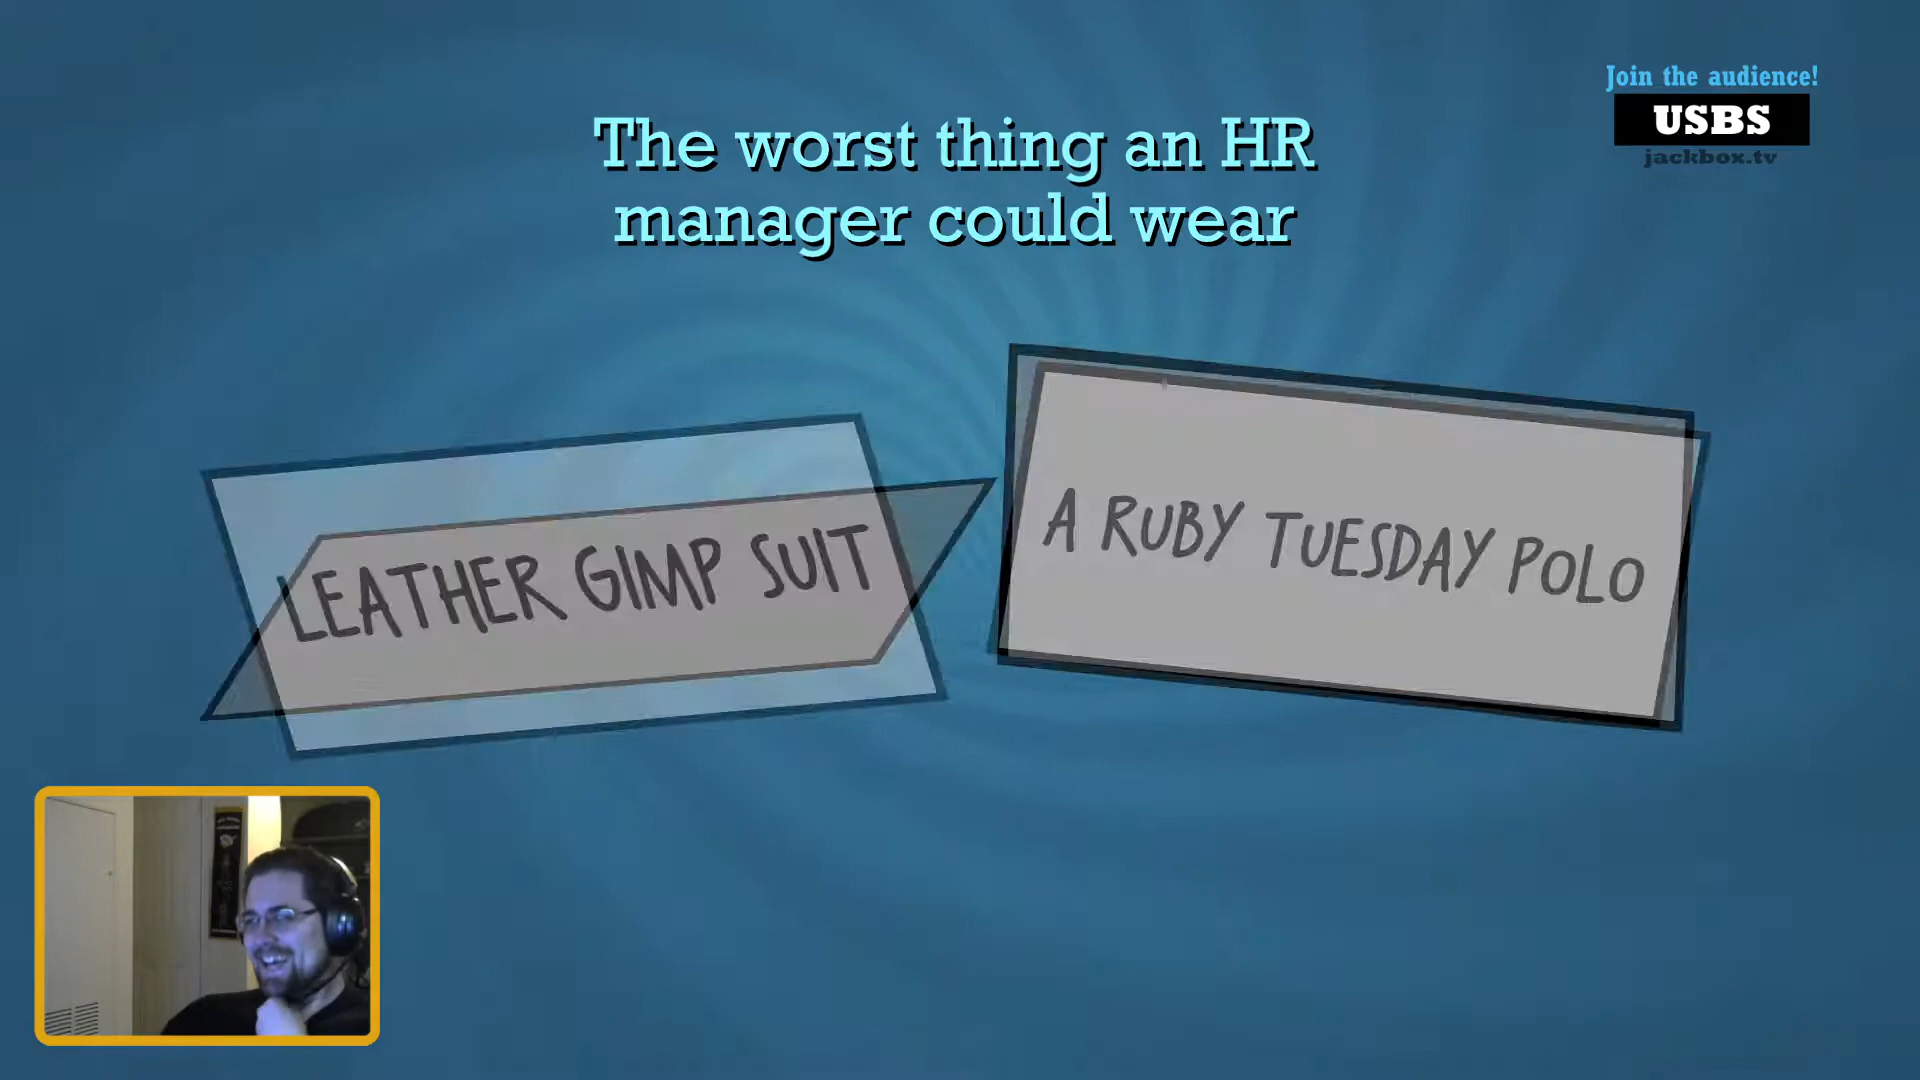 Join the audience!
USBS
jackbox.tv
The worst thing an HR
manager could wear
LEATHER GIMP SUIT
A RUBY TUESDAY POLO